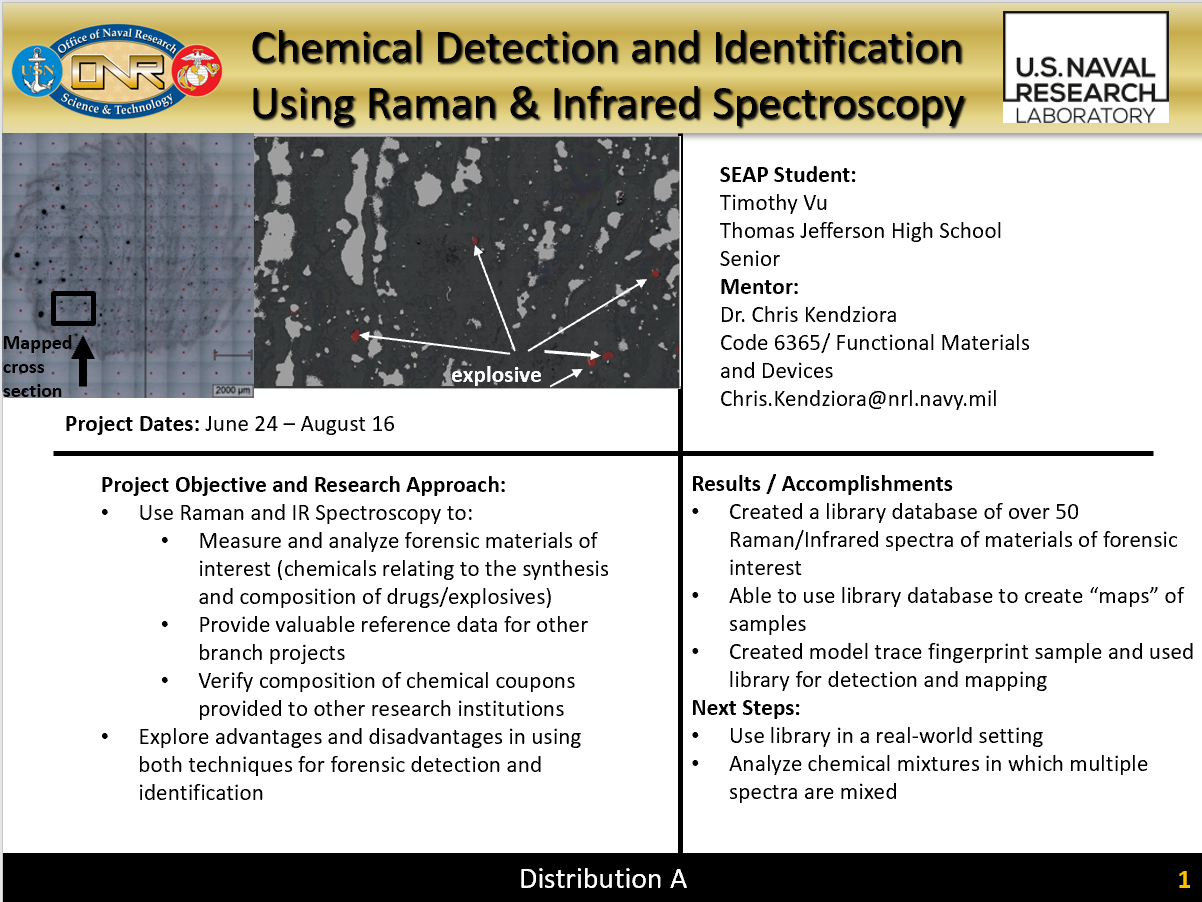 Office of Naval Research
USN
ONR
Science & Technology
Chemical Detection and Identification
Using Raman & Infrared Spectroscopy
U.S. NAVAL
RESEARCH
LABORATORY
Mapped
cross
section
2000 µm
explosive
Project Dates: June 24 – August 16
SEAP Student:
Timothy Vu
Thomas Jefferson High School
Senior
Mentor:
Dr. Chris Kendziora
Code 6365/ Functional Materials
and Devices
Chris.Kendziora@nrl.navy.mil
Project Objective and Research Approach:
• Use Raman and IR Spectroscopy to:
• Measure and analyze forensic materials of
interest (chemicals relating to the synthesis
and composition of drugs/explosives)
• Provide valuable reference data for other
branch projects
• Verify composition of chemical coupons
provided to other research institutions
• Explore advantages and disadvantages in using
both techniques for forensic detection and
identification
Results / Accomplishments
• Created a library database of over 50
Raman/Infrared spectra of materials of forensic
interest
• Able to use library database to create “maps” of
samples
• Created model trace fingerprint sample and used
library for detection and mapping
Next Steps:
• Use library in a real-world setting
• Analyze chemical mixtures in which multiple
spectra are mixed
Distribution A
1